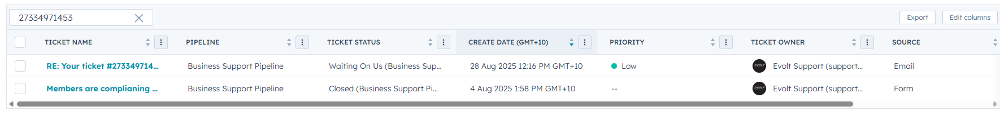 27334971453
Export
Edit columns
TICKET NAME PIPELINE TICKET STATUS CREATE DATE (GMT+10) PRIORITY TICKET OWNER SOURCE
RE: Your ticket #273349714... Business Support Pipeline Waiting On Us (Business Sup... 28 Aug 2025 12:16 PM GMT+10 Low EVOLT Evolt Support (support... Email
Members are complianing ... Business Support Pipeline Closed (Business Support Pi... 4 Aug 2025 1:58 PM GMT+10 -- EVOLT Evolt Support (support... Form